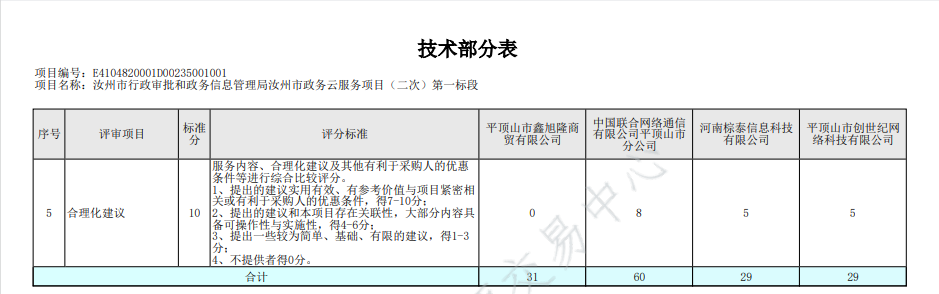 技术部分表
项目编号：E4104820001D00235001001
项目名称：汝州市行政审批和政务信息管理局汝州市政务云服务项目（二次）第一标段
序号
评审项目
标准
分
评分标准
平顶山市鑫旭隆商
贸有限公司
中国联合网络通信
有限公司平顶山市
分公司
河南棕泰信息科技
有限公司
平顶山市创世纪网
络科技有限公司
5
合理化建议
10
服务内容、合理化建议及其他有利于采购人的优惠
条件等进行综合比较评分。
1、提出的建议实用有效、有参考价值与项目紧密相
关或有利于采购人的优惠条件，得7-10分；
2、提出的建议和本项目存在关联性，大部分内容具
备可操作性与实施性，得4-6分；
3、提出一些较为简单、基础、有限的建议，得1-3
分；
4、不提供者得0分。
0
8
5
5
合计
31
60
29
29
交易中心